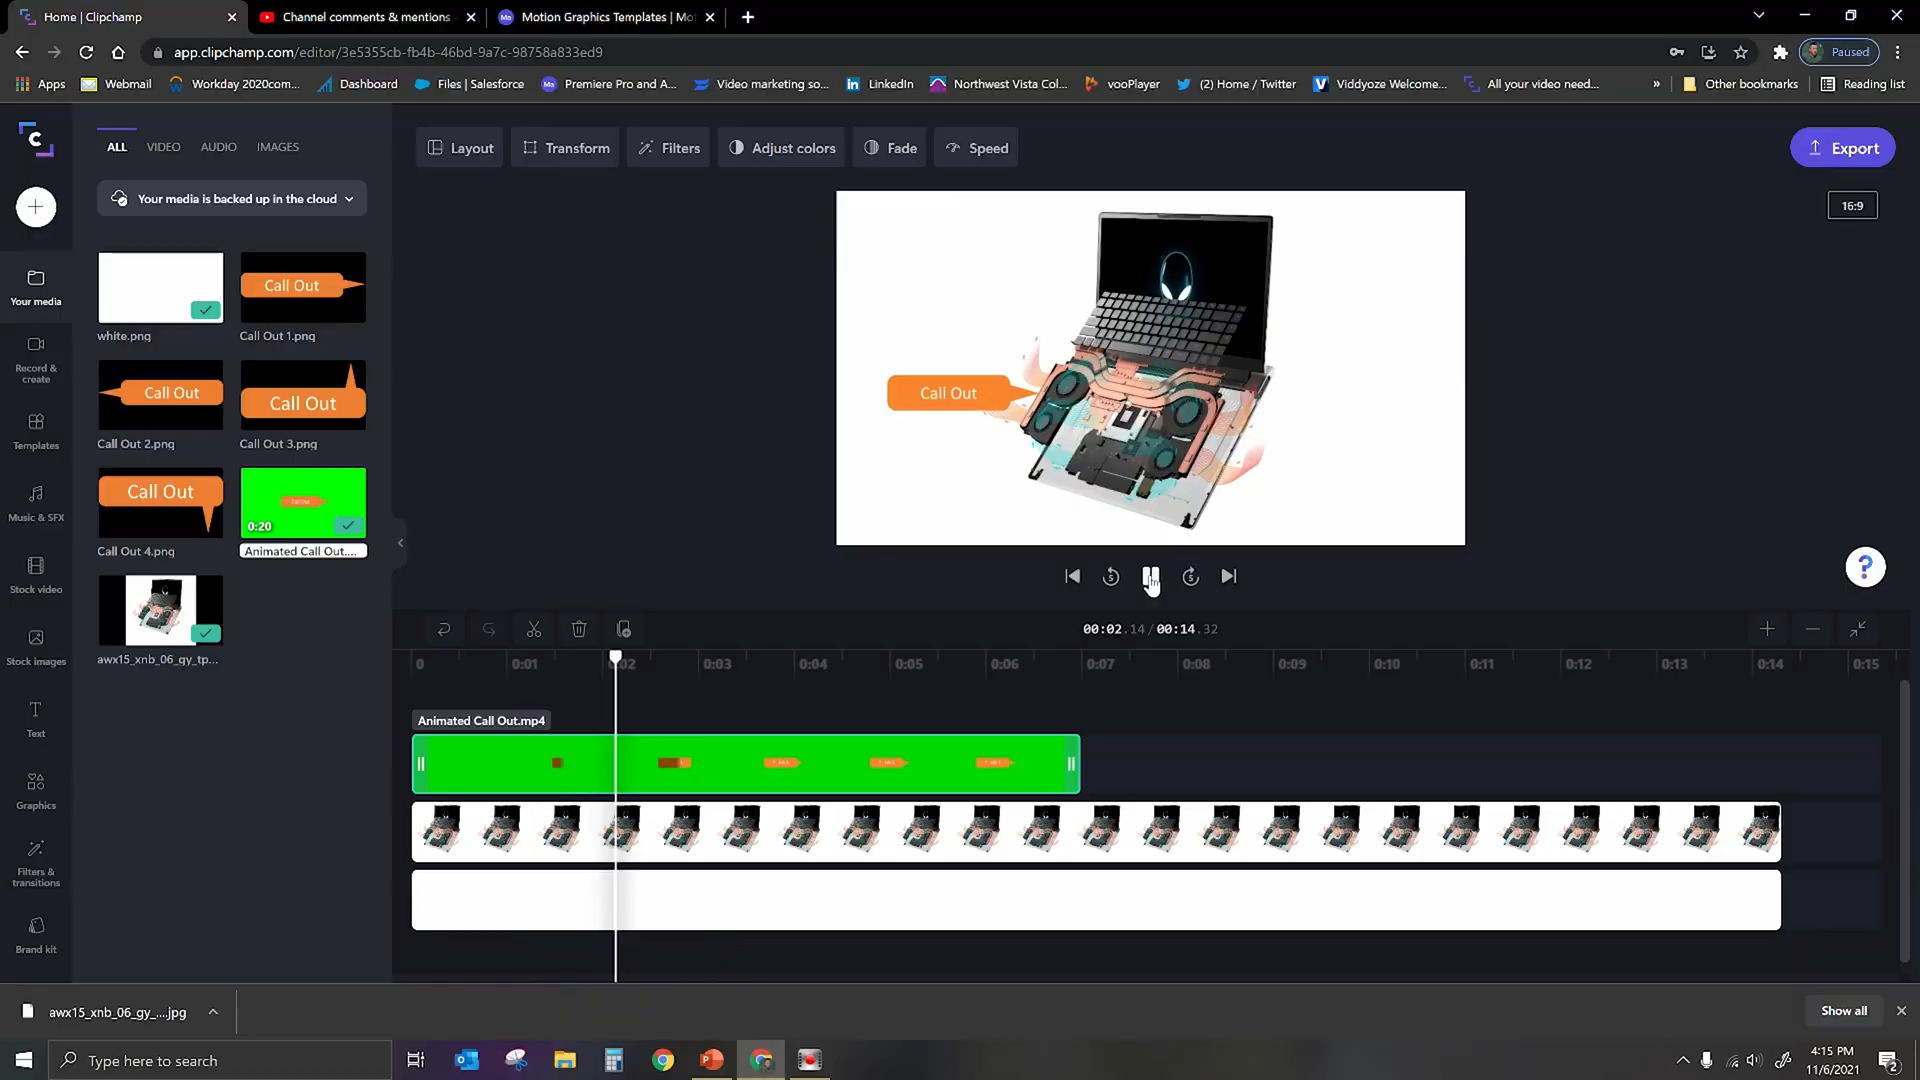 Home | Clipchamp
Channel comments & mentions -
Ma
Motion Graphics Templates | Mo
app.clipchamp.com/editor/3e5355cb-fb4b-46bd-9a7c-98758a833ed9
Paused
Apps
Webmail
Workday 2020com...
Dashboard
Files | Salesforce
Ma
Premiere Pro and A...
Video marketing so...
LinkedIn
Northwest Vista Col...
vooPlayer
(2) Home / Twitter
Viddyoze Welcome...
All your video need...
»
Other bookmarks
Reading list
ALL
VIDEO
AUDIO
IMAGES
Layout
Transform
Filters
Adjust colors
Fade
Speed
Export
Your media is backed up in the cloud
16:9
Your media
Record & create
Templates
Music & SFX
Stock video
Stock images
Text
Graphics
Filters & transitions
Brand kit
white.png
Call Out
Call Out 1.png
Call Out
Call Out 2.png
Call Out
Call Out 3.png
Call Out
Call Out 4.png
0:20
Animated Call Out....
awx15_xnb_06_gy_tp...
Call Out
00:02.14/00:14.32
0
0:01
0:02
0:03
0:04
0:05
0:06
0:07
0:08
0:09
0:10
0:11
0:12
0:13
0:14
0:15
Animated Call Out.mp4
awx15_xnb_06_gy_....jpg
Show all
Type here to search
4:15 PM
11/6/2021
2